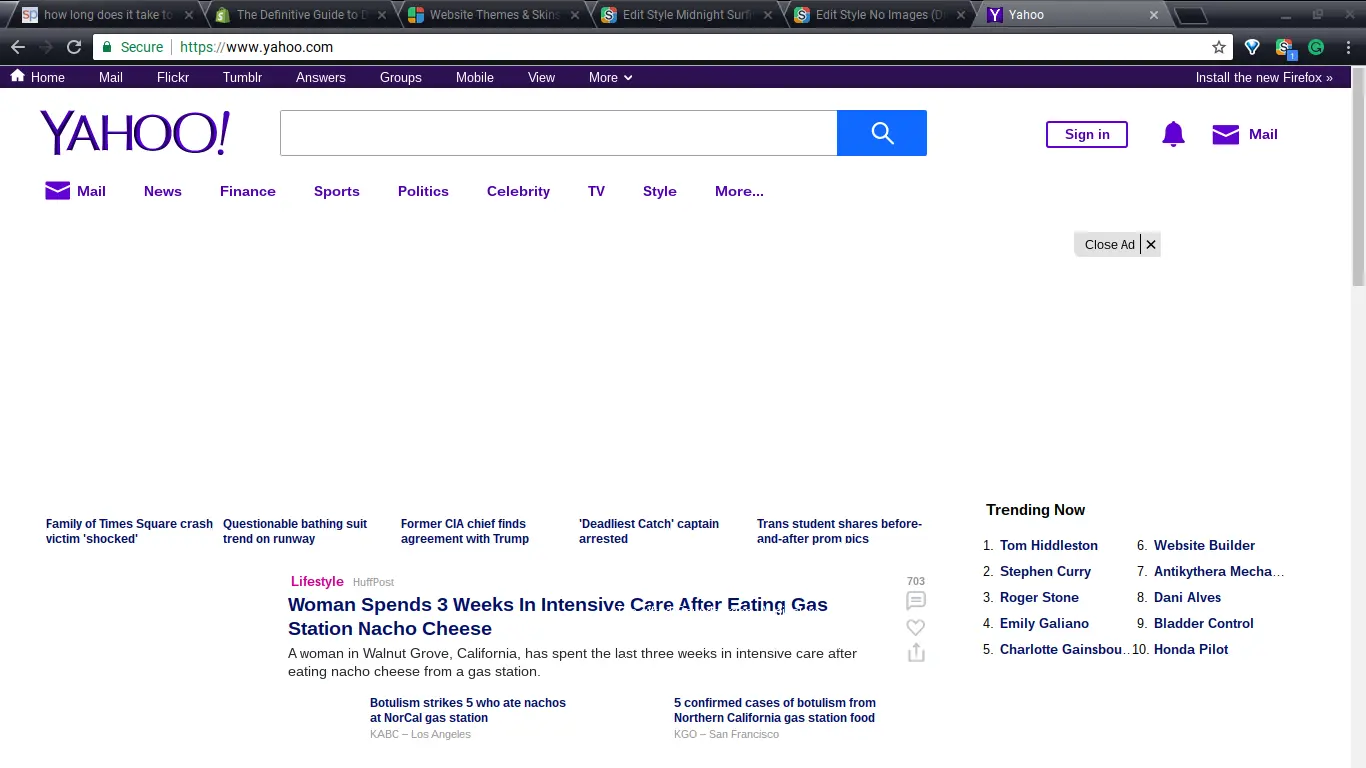 how long does it take to
The Definitive Guide to D
Website Themes & Skins
Edit Style Midnight Surf
Edit Style No Images (D
Yahoo
Secure https://www.yahoo.com
Home Mail Flickr Tumblr Answers Groups Mobile View More Install the new Firefox »
YAHOO!
Sign in
Mail
Mail News Finance Sports Politics Celebrity TV Style More...
Close Ad
Family of Times Square crash
victim 'shocked'
Questionable bathing suit
trend on runway
Former CIA chief finds
agreement with Trump
'Deadliest Catch' captain
arrested
Trans student shares before-
and-after prom pics
Lifestyle HuffPost
703
Woman Spends 3 Weeks In Intensive Care After Eating Gas
Station Nacho Cheese
A woman in Walnut Grove, California, has spent the last three weeks in intensive care after
eating nacho cheese from a gas station.
Botulism strikes 5 who ate nachos
at NorCal gas station
KABC – Los Angeles
5 confirmed cases of botulism from
Northern California gas station food
KGO – San Francisco
Trending Now
1. Tom Hiddleston
2. Stephen Curry
3. Roger Stone
4. Emily Galiano
5. Charlotte Gainsbou...
6. Website Builder
7. Antikythera Mecha...
8. Dani Alves
9. Bladder Control
10. Honda Pilot